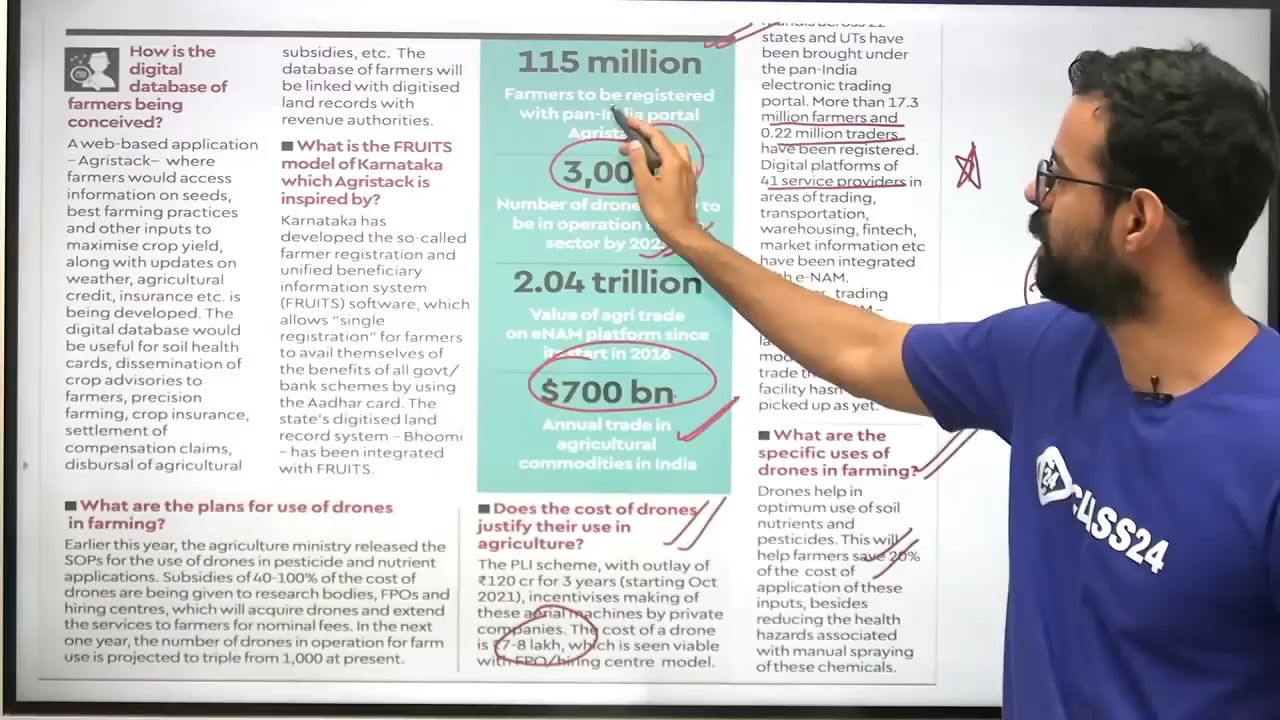 How is the
digital
database of
farmers being
conceived?
A web-based application
– Agristack– where
farmers would access
information on seeds,
best farming practices
and other inputs to
maximise crop yield,
along with updates on
weather, agricultural
credit, insurance etc. is
being developed. The
digital database would
be useful for soil health
cards, dissemination of
crop advisories to
farmers, precision
farming, crop insurance,
settlement of
compensation claims,
disbursal of agricultural
subsidies, etc. The
database of farmers will
be linked with digitised
land records with
revenue authorities.
■ What is the FRUITS
model of Karnataka
which Agristack is
inspired by?
Karnataka has
developed the so-called
farmer registration and
unified beneficiary
information system
(FRUITS) software, which
allows “single
registration” for farmers
to avail themselves of
the benefits of all govt/
bank schemes by using
the Aadhar card. The
state’s digitised land
record system – Bhoomi
– has been integrated
with FRUITS.
115 million
Farmers to be registered
with pan-India portal
3,00
Number of drone to
be in operation
sector by
2.04 trillion
Value of agri trade
on eNAM platform since
its start in 2016
$700 bn
Annual trade in
agricultural
commodities in India
states and UTs have
been brought under
the pan-India
electronic trading
portal. More than 17.3
million farmers and
0.22 million traders
have been registered.
Digital platforms of
41 service providers in
areas of trading,
transportation,
warehousing, fintech,
market information etc
have been integrated
e-NAM.
trading
trade
facility
picked up as yet.
■ What are the
specific uses of
drones in farming?
Drones help in
optimum use of soil
nutrients and
pesticides. This will
help farmers save 20%
of the cost of
application of these
inputs, besides
reducing the health
hazards associated
with manual spraying
of these chemicals.
■ What are the plans for use of drones
in farming?
Earlier this year, the agriculture ministry released the
SOPs for the use of drones in pesticide and nutrient
applications. Subsidies of 40-100% of the cost of
drones are being given to research bodies, FPOs and
hiring centres, which will acquire drones and extend
the services to farmers for nominal fees. In the next
one year, the number of drones in operation for farm
use is projected to triple from 1,000 at present.
■ Does the cost of drones
justify their use in
agriculture?
The PLI scheme, with outlay of
₹120 cr for 3 years (starting Oct
2021), incentivises making of
these aerial machines by private
companies. The cost of a drone
is ₹7-8 lakh, which is seen viable
with FPO/hiring centre model.
CLASS24